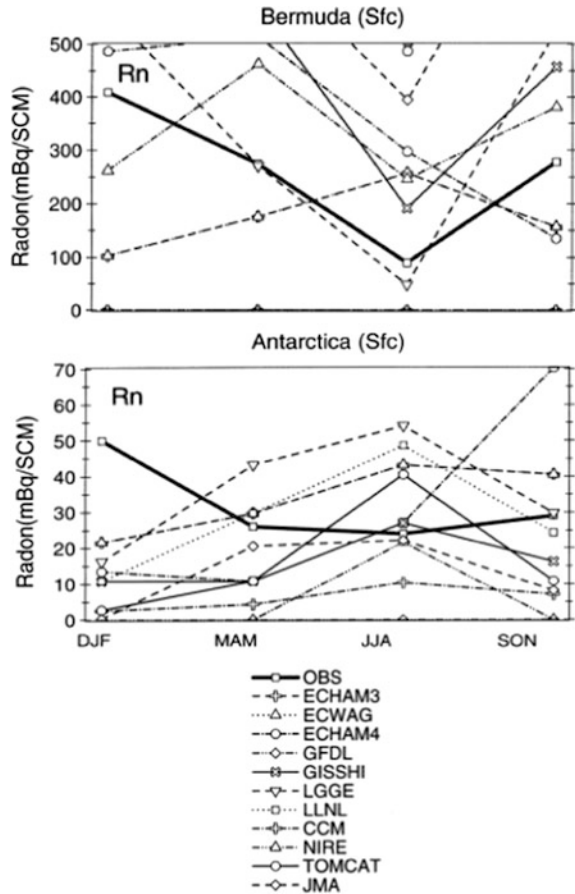 Bermuda (Sfc)
500
Rn
400
300
200
100
0
Radon(mBq/SCM)
Antarctica (Sfc)
70
Rn
60
50
40
30
20
10
0
Radon(mBq/SCM)
DJF MAM JJA SON
OBS
ECHAM3
ECWAG
ECHAM4
GFDL
GISSHI
LGGE
LLNL
CCM
NIRE
TOMCAT
JMA